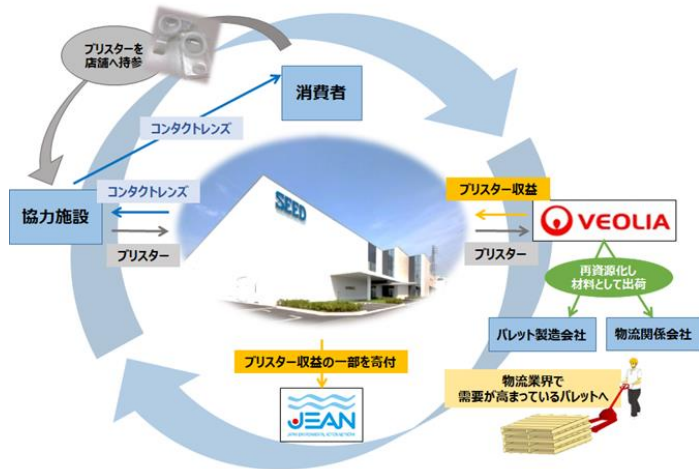 ブリスターを
店舗へ持参
消費者
コンタクトレンズ
協力施設
コンタクトレンズ
ブリスター
SEED
ブリスター収益
ブリスター
VEOLIA
再資源化し
材料として出荷
パレット製造会社
物流関係会社
ブリスター収益の一部を寄付
JEAN
JAPAN ENVIRONMENTAL ACTION NETWORK
物流業界で
需要が高まっているパレットへ